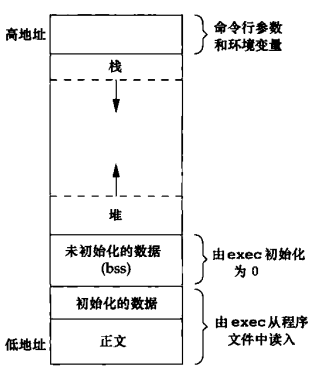 高地址
命令行参数
和环境变量
栈
堆
未初始化的数据
(bss)
由exec初始化
为 0
初始化的数据
由exec从程序
文件中读入
低地址
正文